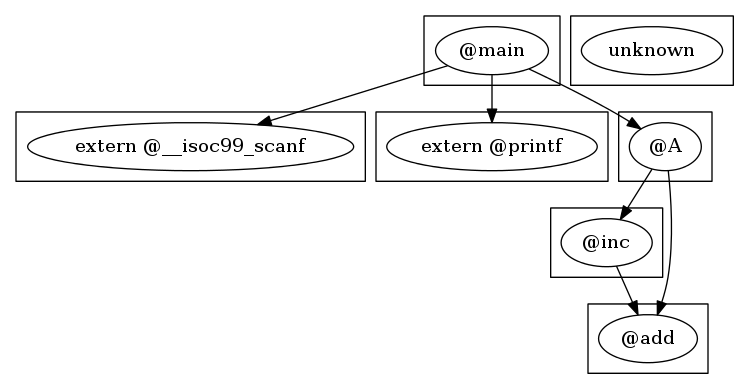 @main
unknown
extern @__isoc99_scanf
extern @printf
@A
@inc
@add